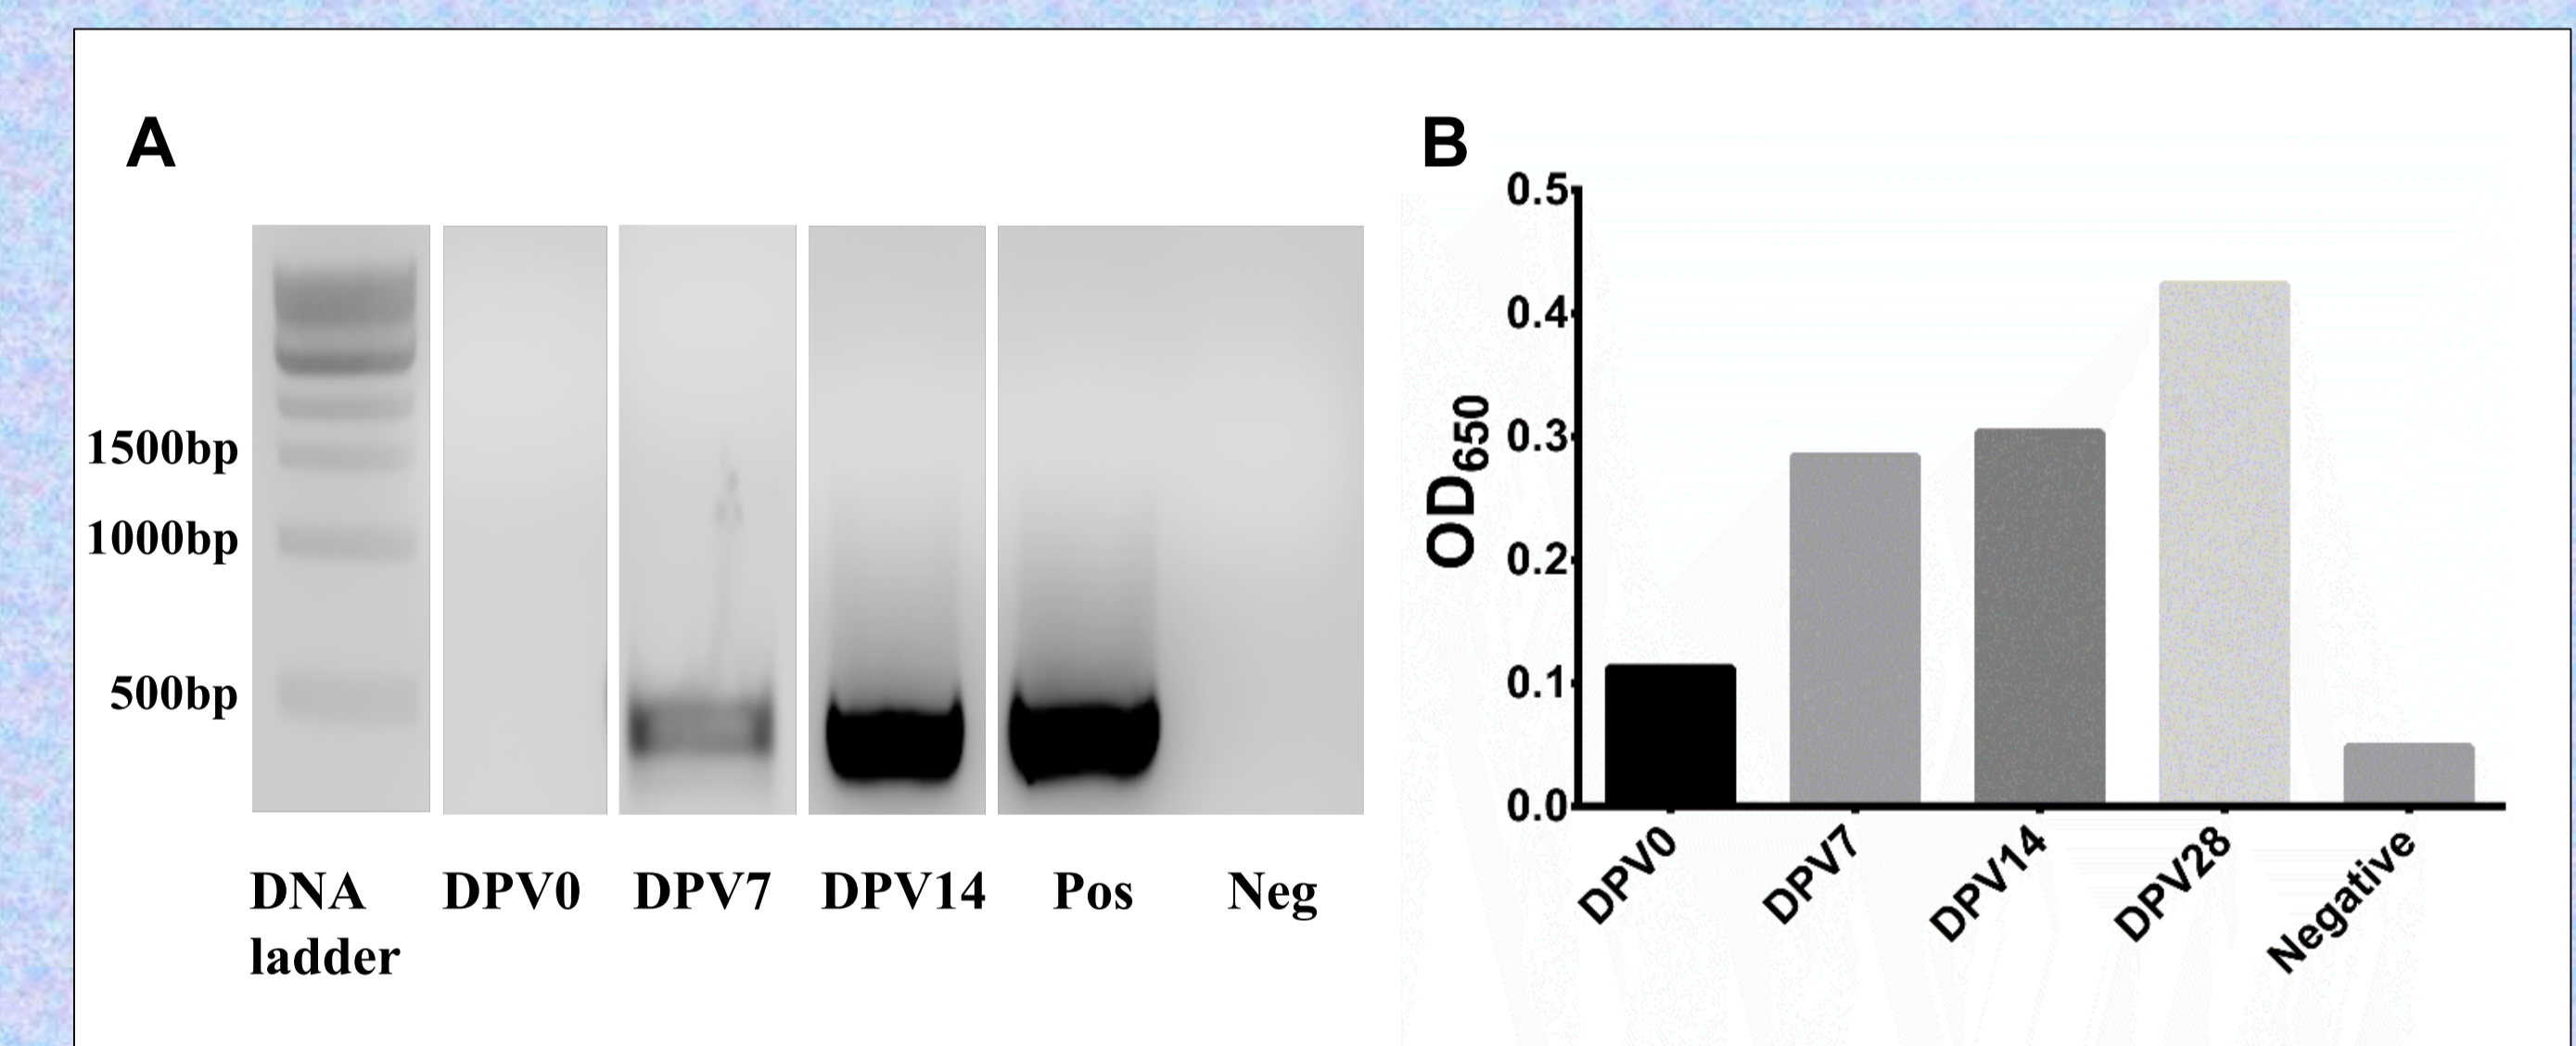 A
1500bp
1000bp
500bp
DNA
ladder
DPV0
DPV7
DPV14
Pos
Neg
B
OD650
0.5
0.4
0.3
0.2
0.1
0.0
DPV0
DPV7
DPV14
DPV28
Negative